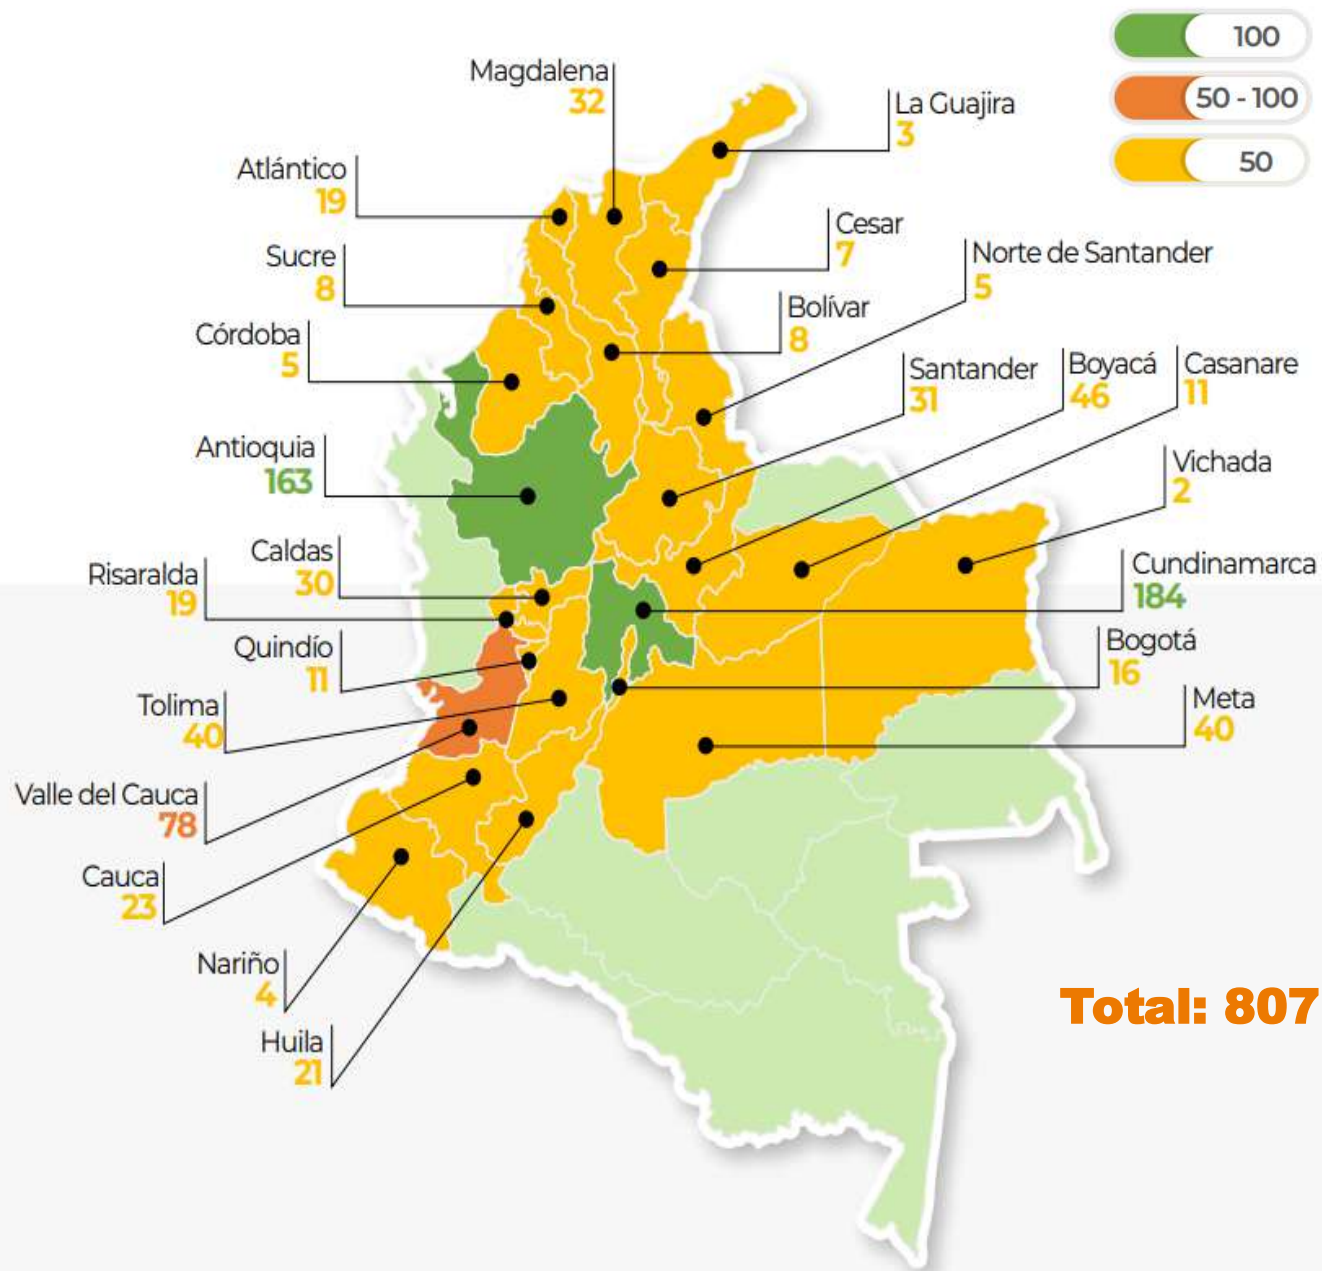 100
50 - 100
50
Magdalena
32
La Guajira
3
Atlántico
19
Cesar
7
Sucre
8
Norte de Santander
5
Bolívar
8
Córdoba
5
Santander
31
Boyacá
46
Casanare
11
Antioquia
163
Vichada
2
Caldas
30
Risaralda
19
Cundinamarca
184
Quindío
11
Bogotá
16
Tolima
40
Meta
40
Valle del Cauca
78
Cauca
23
Nariño
4
Huila
21
Total: 807